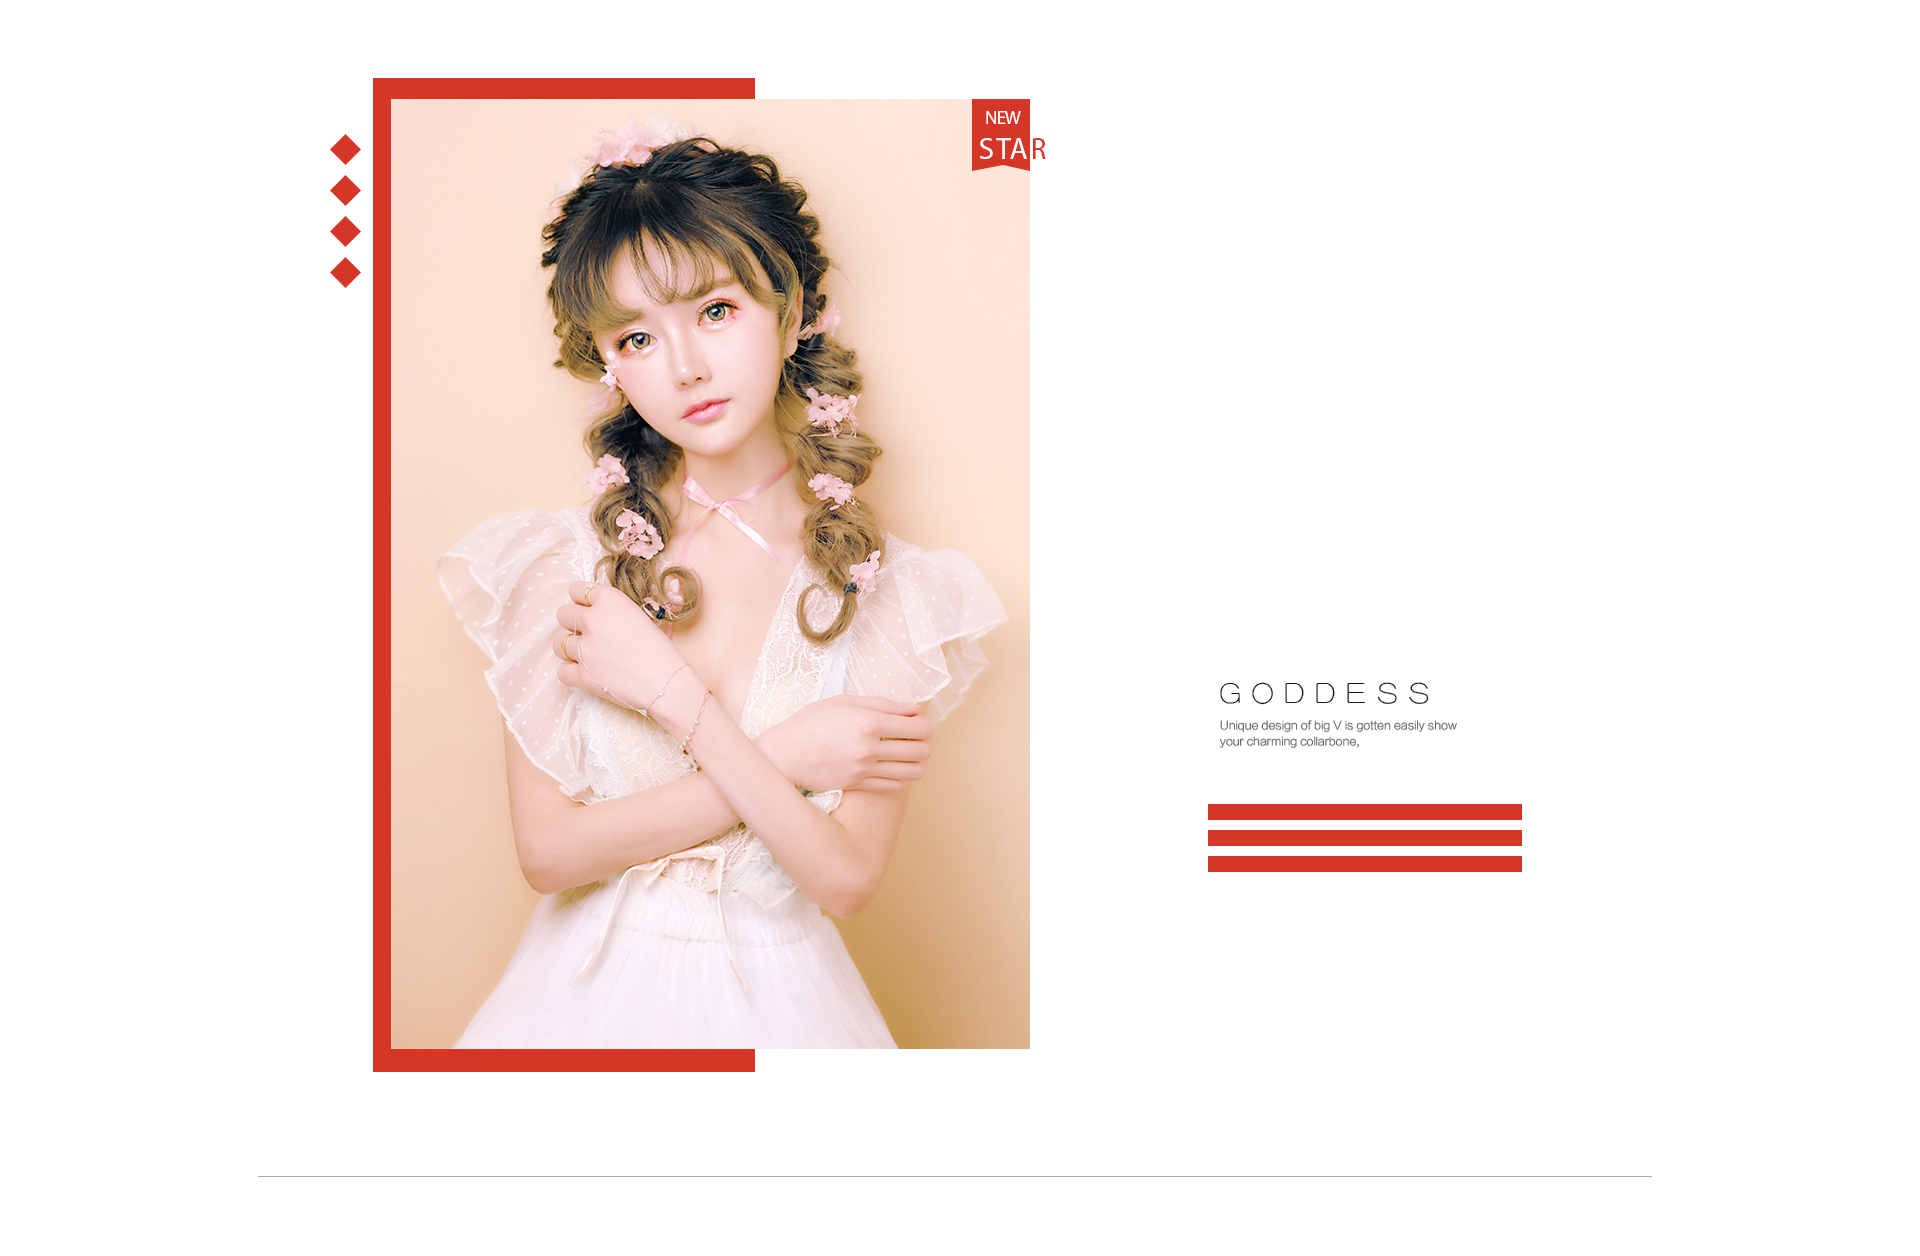 NEW
STAR
GODDESS
Unique design of big V is gotten easily show
your charming collarbone,